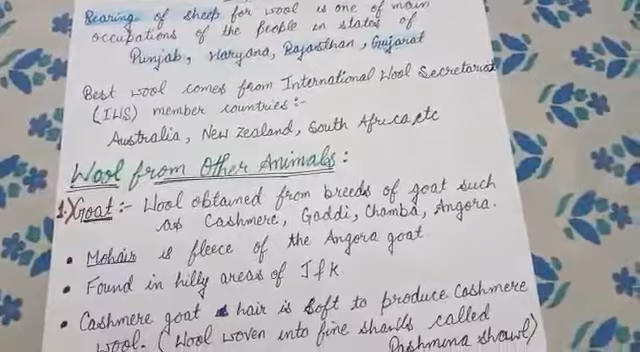 Rearing of sheep for wool is one of main
occupations of the people in states of
Punjab, Haryana, Rajasthan, Gujarat
Best wool comes from International Wool Secretariat
(IWS) member countries:-
Australia, New Zealand, South Africa, etc
Wool from Other Animals:
1. Goat:- Wool obtained from breeds of goat such
as Cashmere, Gaddi, Chamba, Angora.
• Mohair is fleece of the Angora goat.
• Found in hilly areas of J&K.
• Cashmere goat hair is soft to produce Cashmere
wool. (Wool woven into fine shawls called
Pashmina shawl)